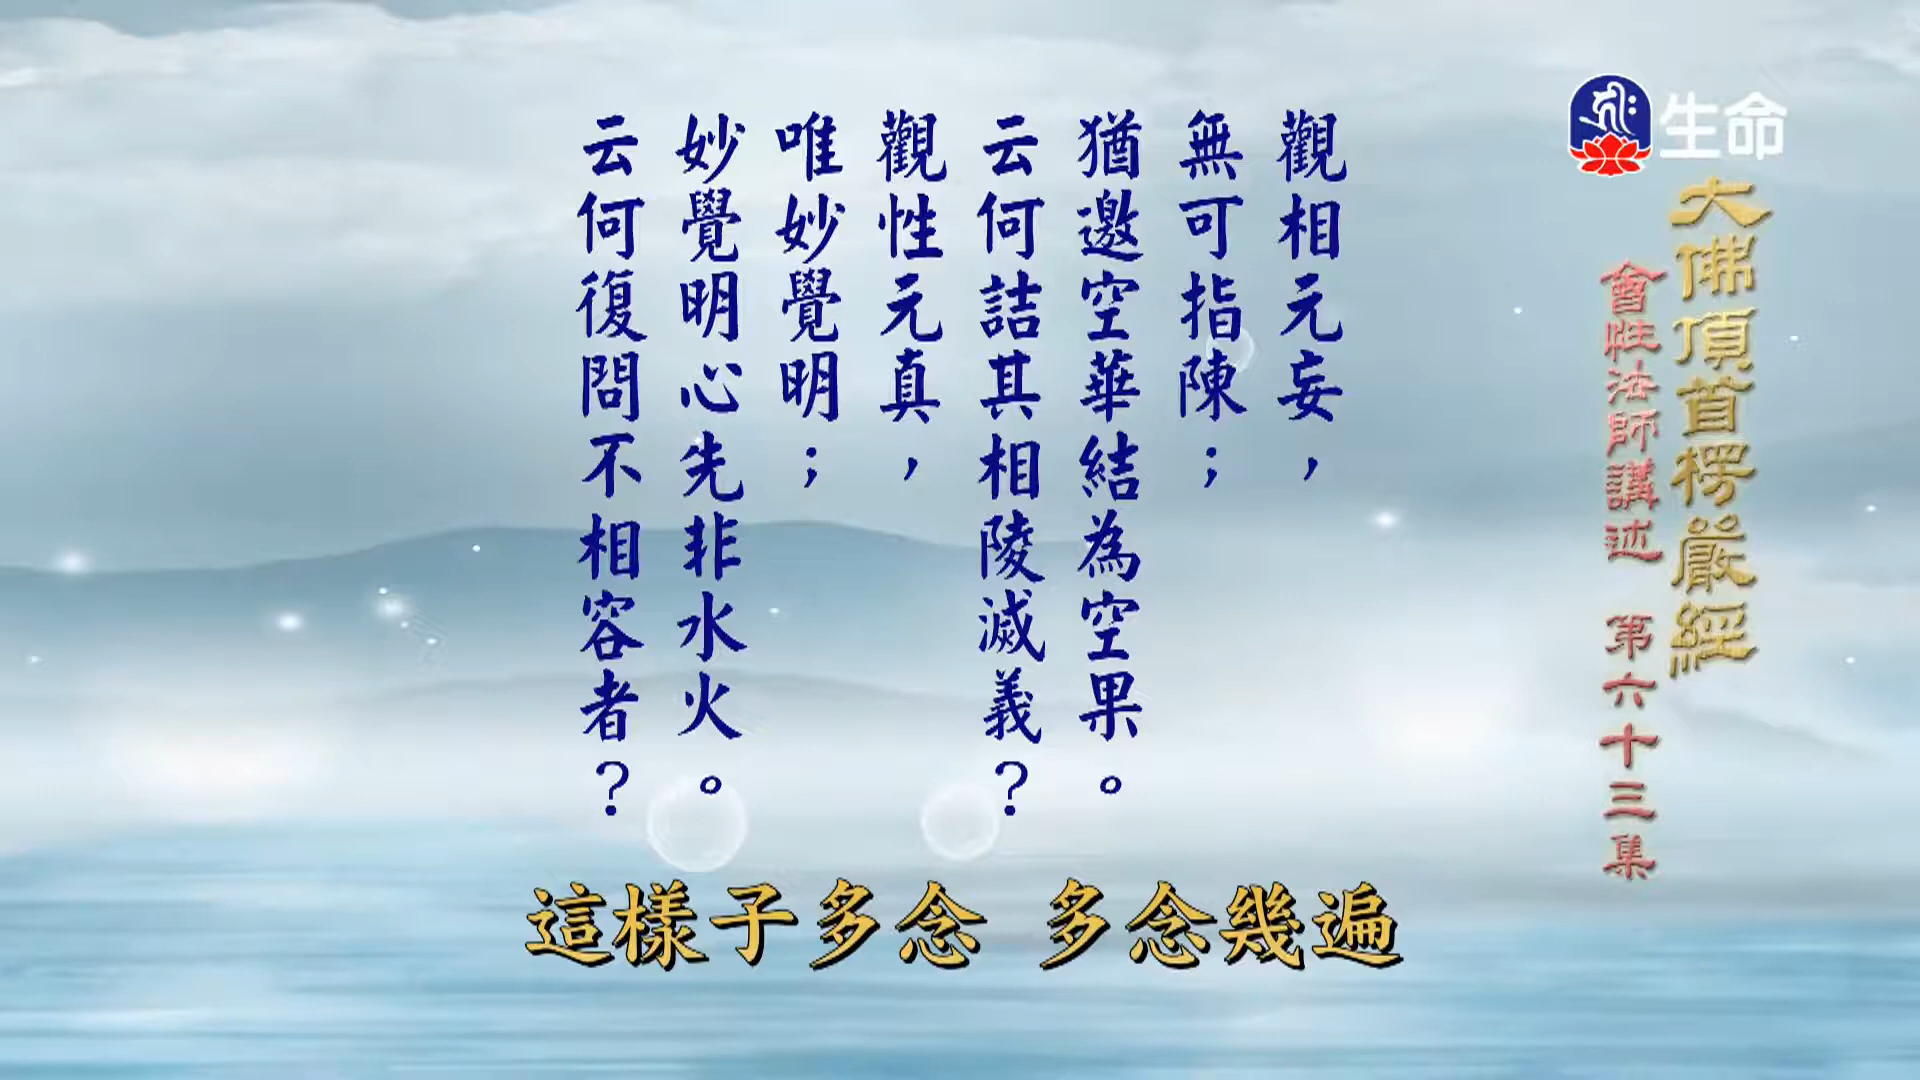 生命
大佛頂首楞嚴經
會性法師講述 第六十三集
觀相元妄，
無可指陳；
猶邀空華結為空果。
云何詰其相陵滅義？
觀性元真，
唯妙覺明；
妙覺明心先非水火。
云何復問不相容者？
這樣子多念 多念幾遍